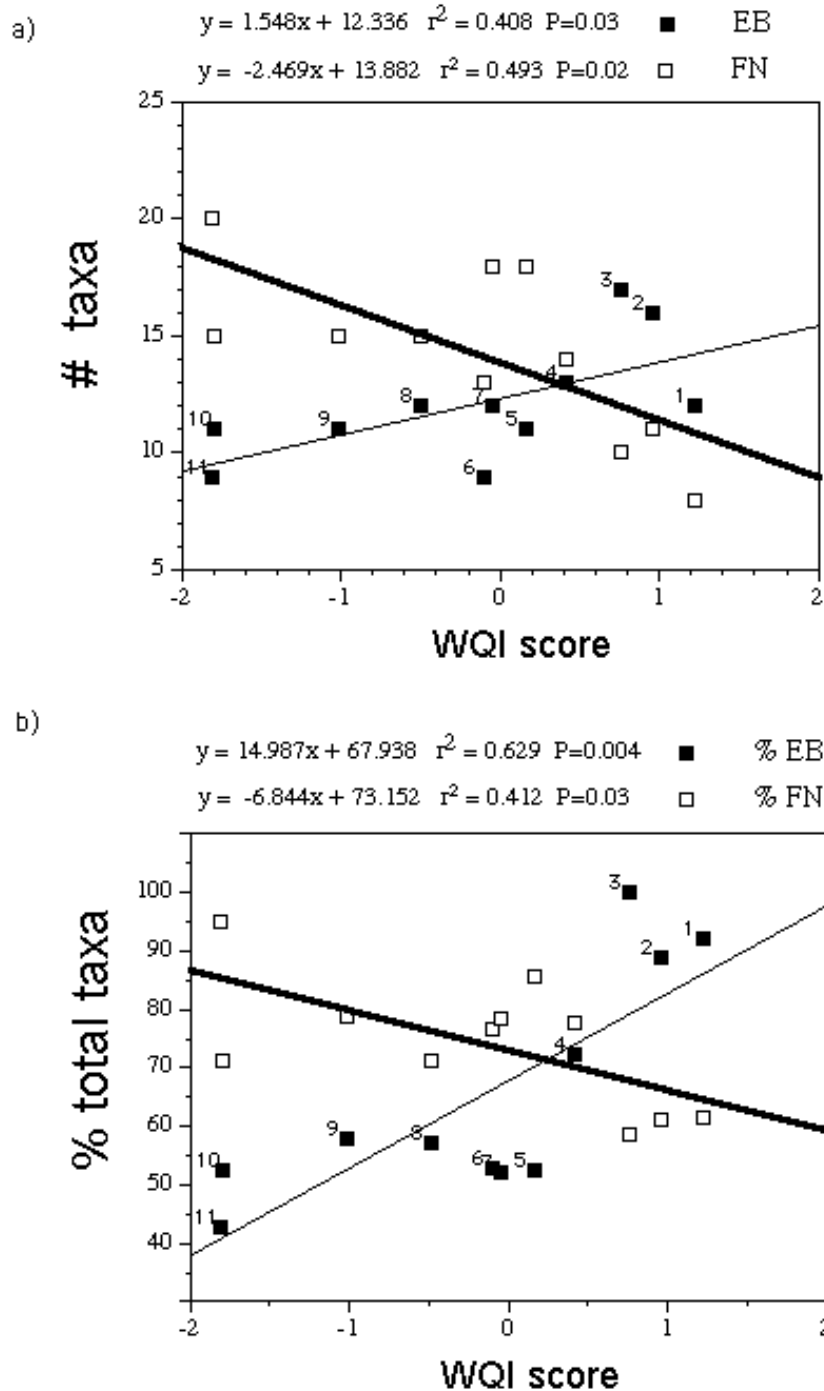 a)
y = 1.548x + 12.336 r² = 0.408 P=0.03 ■ EB
y = -2.469x + 13.882 r² = 0.493 P=0.02 □ FN
25
20
15
10
5
# taxa
3
2
4
1
8
7
5
10
9
6
11
-2 -1 0 1 2
WQI score
b)
y = 14.987x + 67.938 r² = 0.629 P=0.004 ■ % EB
y = -6.844x + 73.152 r² = 0.412 P=0.03 □ % FN
100
90
80
70
60
50
40
% total taxa
3
1
2
4
9
8
10
6
7
5
11
-2 -1 0 1 2
WQI score